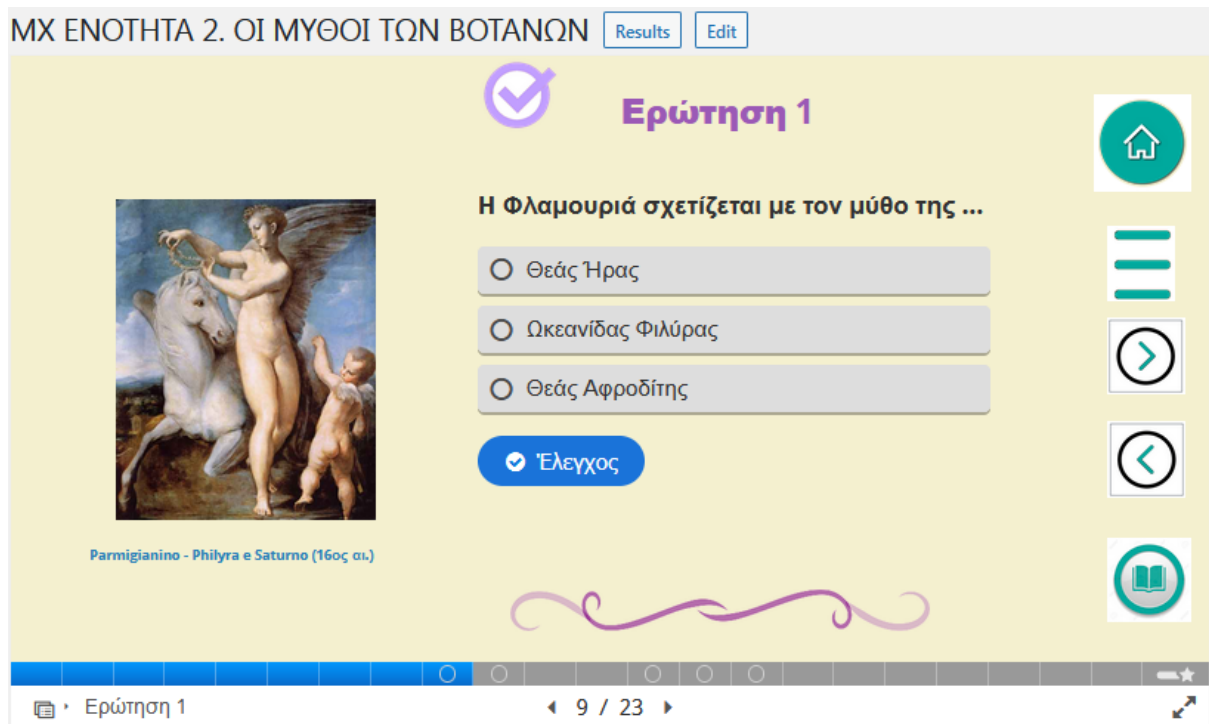 ΜΧ ΕΝΟΤΗΤΑ 2. ΟΙ ΜΥΘΟΙ ΤΩΝ ΒΟΤΑΝΩΝ Results Edit
Ερώτηση 1
Η Φλαμουριά σχετίζεται με τον μύθο της ...
Θεάς Ήρας
Ωκεανίδας Φιλύρας
Θεάς Αφροδίτης
Έλεγχος
Parmigianino - Philyra e Saturno (16ος αι.)
Ερώτηση 1
9 / 23